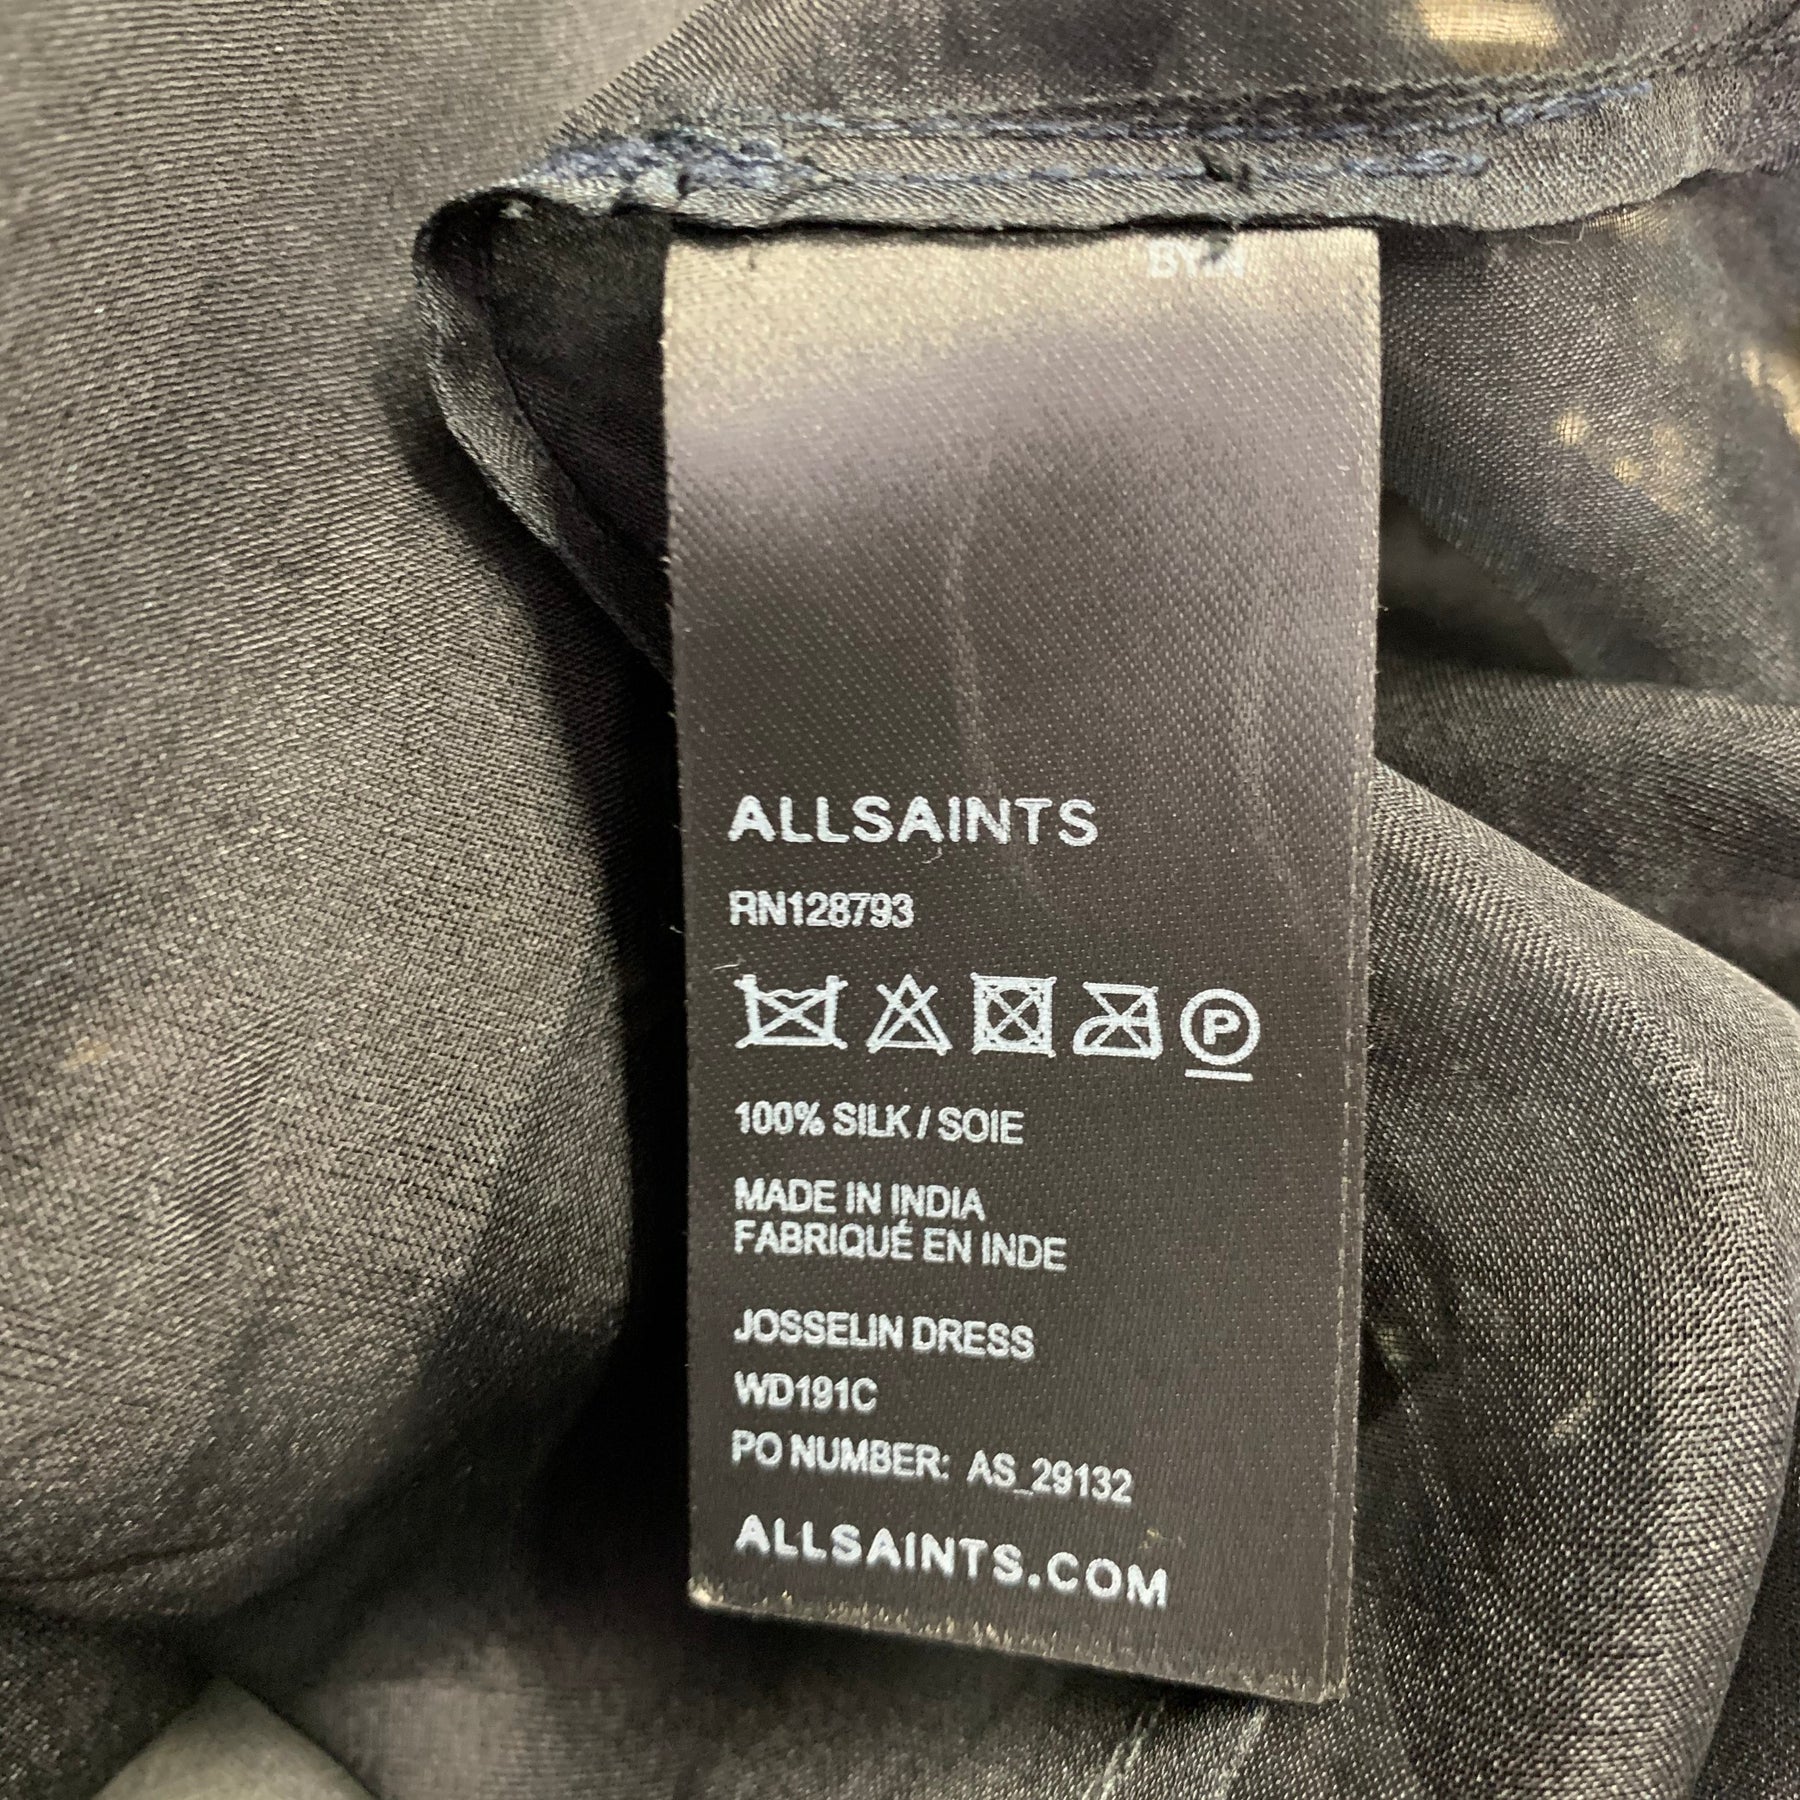 ALLSAINTS
RN128793
P
100% SILK / SOIE
MADE IN INDIA
FABRIQUÉ EN INDE
JOSSELIN DRESS
WD191C
PO NUMBER: AS_29132
ALLSAINTS.COM